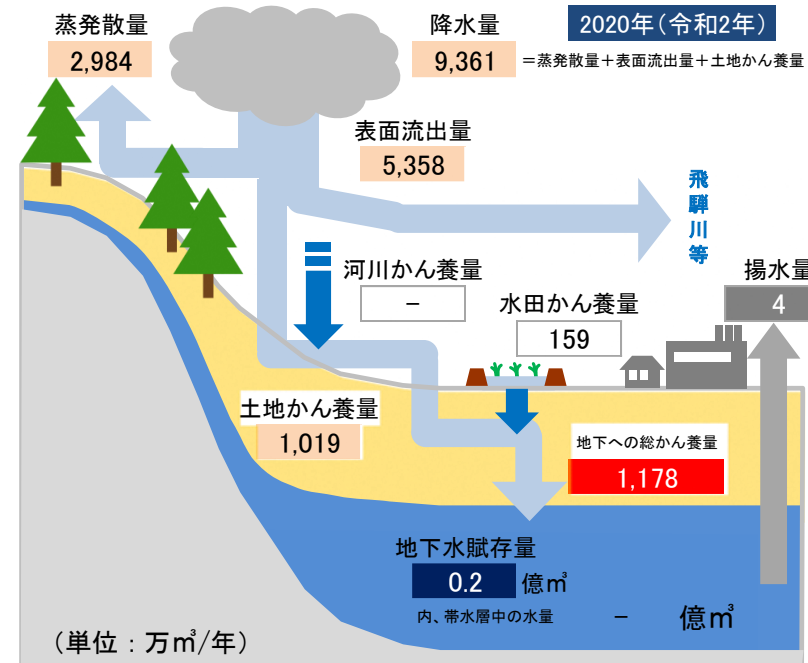 2020年(令和2年)
蒸発散量
2,984
降水量
9,361
＝蒸発散量＋表面流出量＋土地かん養量
表面流出量
5,358
飛騨川等
河川かん養量
－
水田かん養量
159
揚水量
4
土地かん養量
1,019
地下への総かん養量
1,178
地下水賦存量
0.2 億㎥
内、帯水層中の水量 － 億㎥
（単位：万㎥/年）